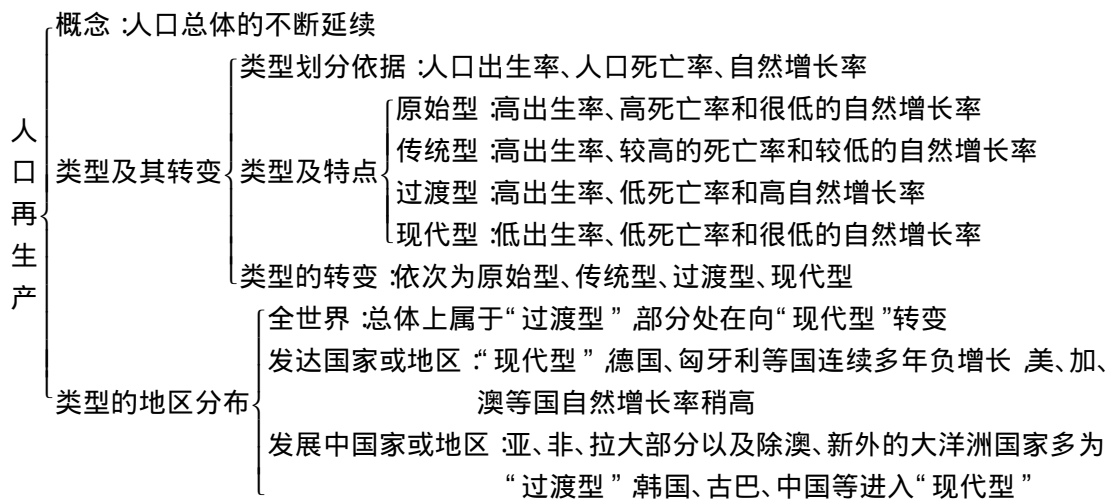 人口再生产
概念:人口总体的不断延续
类型及其转变
类型划分依据:人口出生率、人口死亡率、自然增长率
类型及特点
原始型:高出生率、高死亡率和很低的自然增长率
传统型:高出生率、较高的死亡率和较低的自然增长率
过渡型:高出生率、低死亡率和高自然增长率
现代型:低出生率、低死亡率和很低的自然增长率
类型的转变:依次为原始型、传统型、过渡型、现代型
类型的地区分布
全世界:总体上属于“过渡型”,部分处在向“现代型”转变
发达国家或地区:“现代型”,德国、匈牙利等国连续多年负增长,美、加、
澳等国自然增长率稍高
发展中国家或地区:亚、非、拉大部分以及除澳、新外的大洋洲国家多为
“过渡型”,韩国、古巴、中国等进入“现代型”